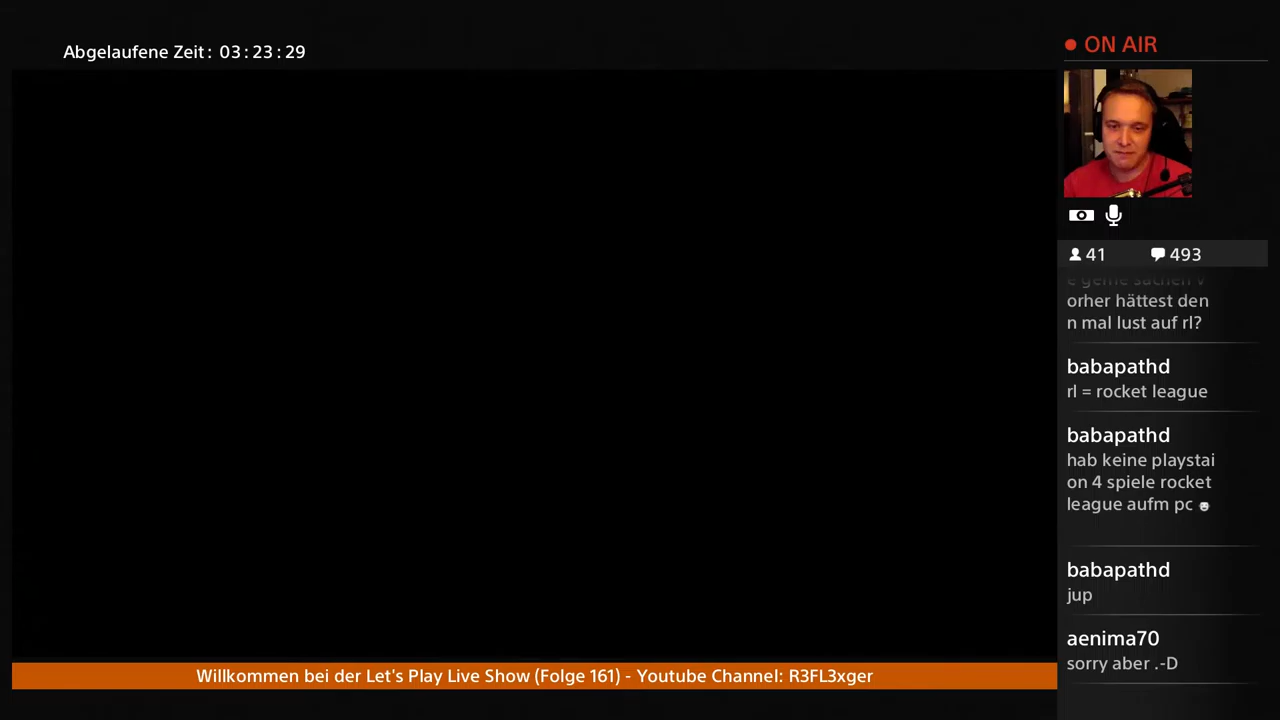 Abgelaufene Zeit: 03:23:29
ON AIR
41 493
e gerne sachen v
orher hättest den
n mal lust auf rl?
babapathd
rl = rocket league
babapathd
hab keine playstai
on 4 spiele rocket
league aufm pc
babapathd
jup
aenima70
sorry aber .-D
Willkommen bei der Let's Play Live Show (Folge 161) - Youtube Channel: R3FL3xger